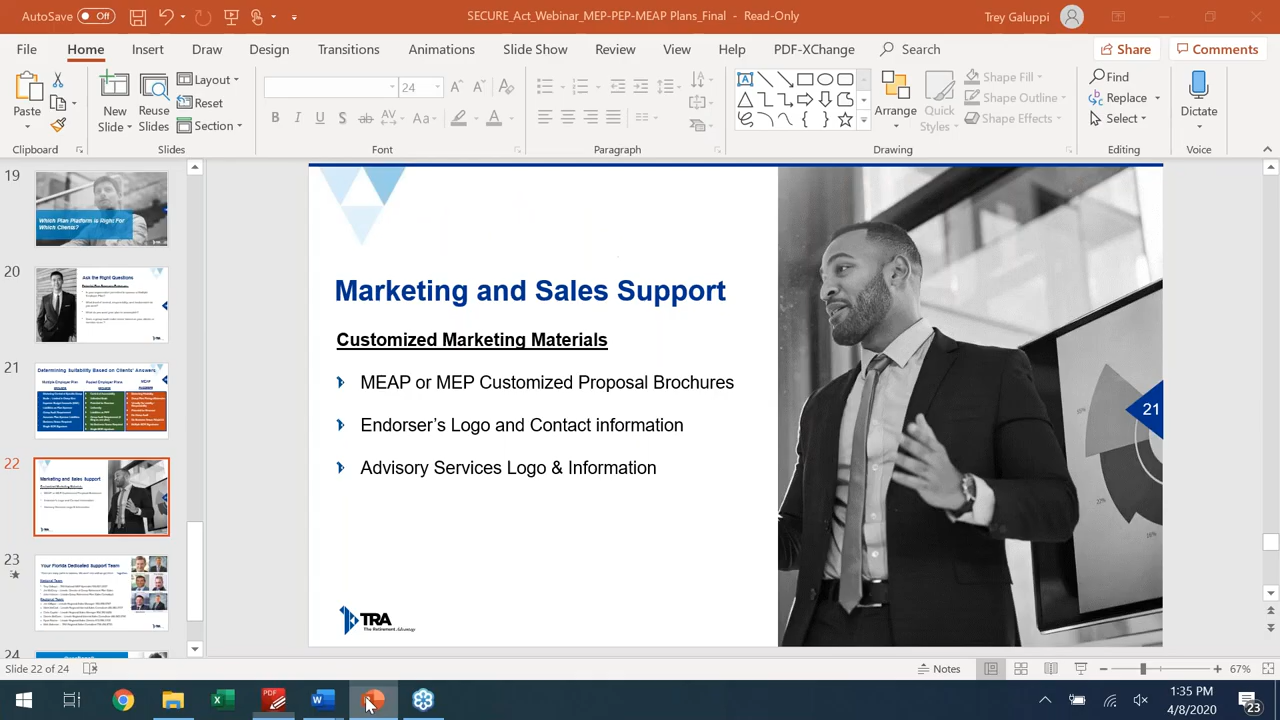 AutoSave Off
SECURE_Act_Webinar_MEP-PEP-MEAP Plans_Final - Read-Only
Trey Galuppi
File Home Insert Draw Design Transitions Animations Slide Show Review View Help PDF-XChange Search
Share Comments
Paste
New Slide
Reuse Slides
Layout
Reset
Section
24
Arrange
Quick Styles
Shape Fill
Shape Outline
Shape Effects
Find
Replace
Select
Dictate
Clipboard
Slides
Font
Paragraph
Drawing
Editing
Voice
19
Which Plan Platform is Right For
Which Clients?
20
Ask the Right Questions
21
Determining Suitability Based on Clients' Answers
22
Marketing and Sales Support
23
Your Florida Dedicated Support Team
24
Marketing and Sales Support
Customized Marketing Materials
MEAP or MEP Customized Proposal Brochures
Endorser's Logo and Contact information
Advisory Services Logo & Information
21
TRA
The Retirement Advantage
Slide 22 of 24
Notes
67%
1:35 PM
4/8/2020
23